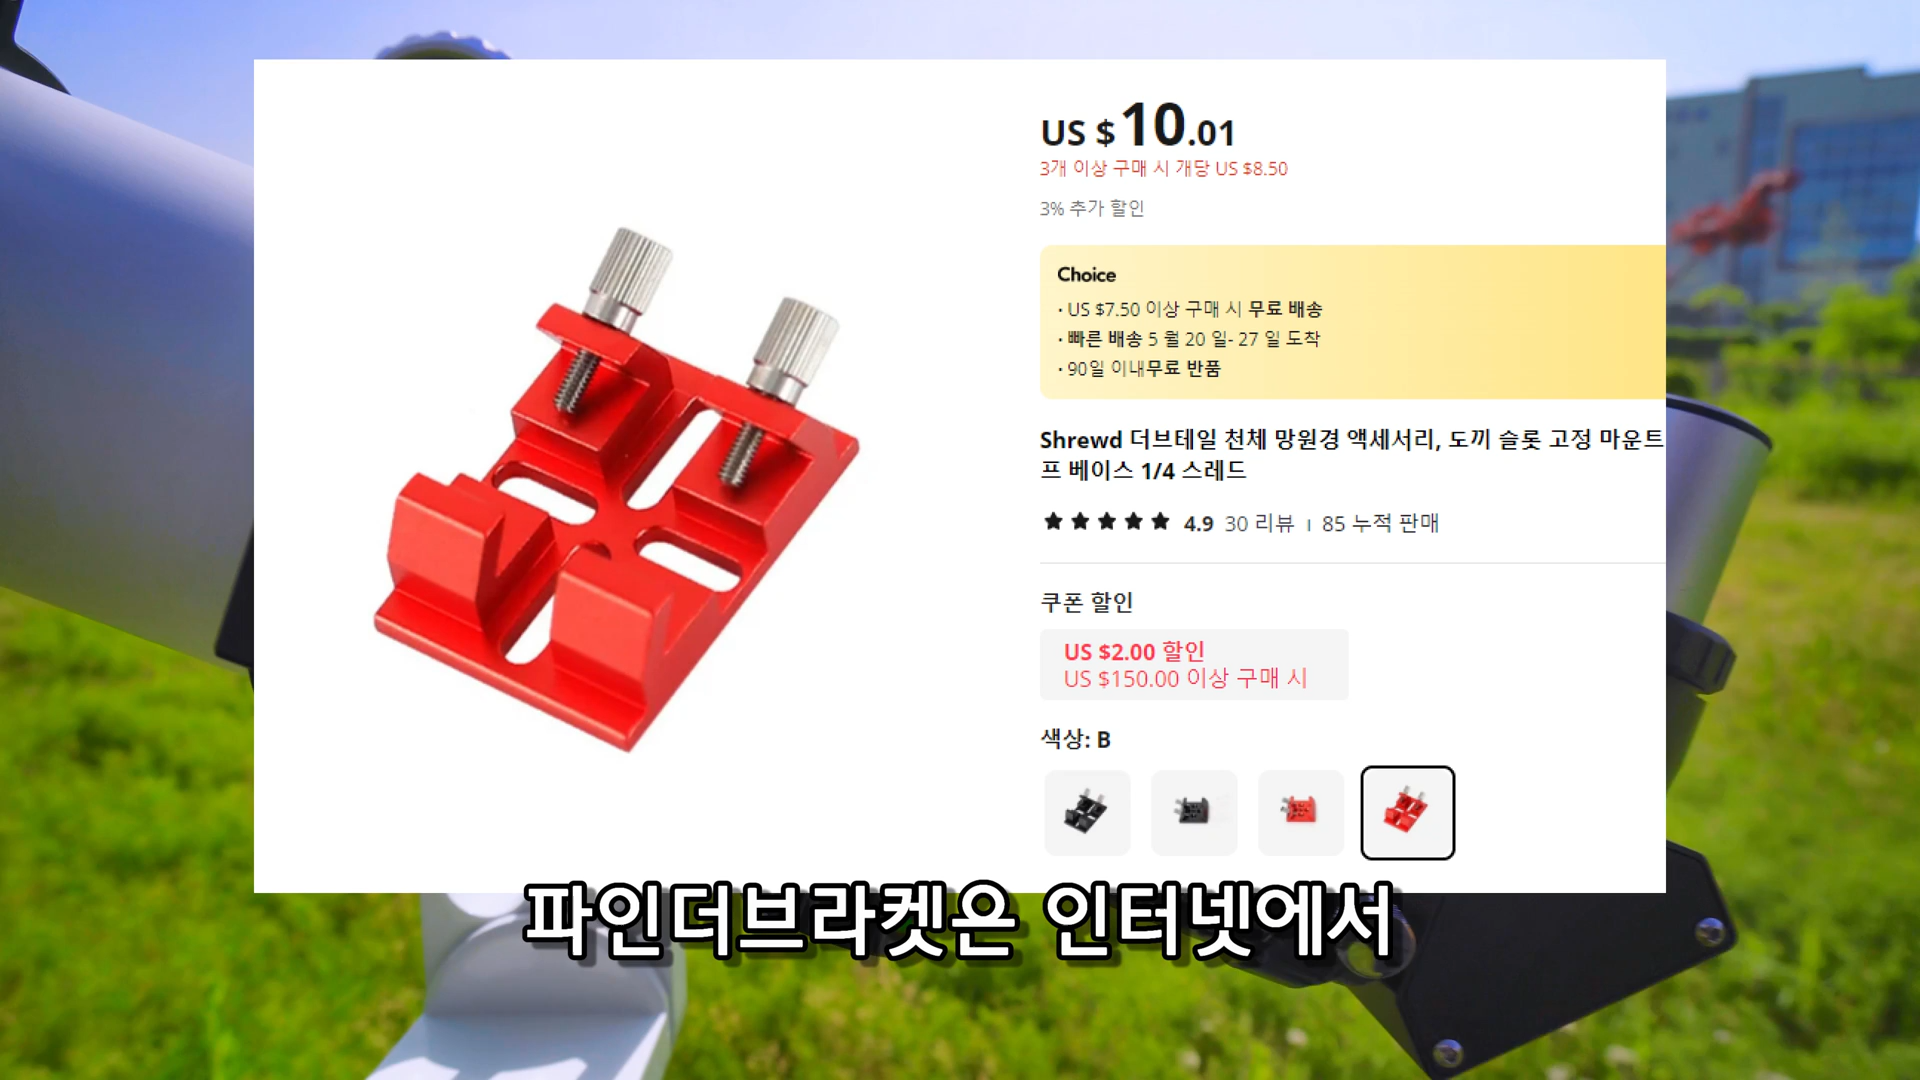 US $10.01
3개 이상 구매 시 개당 US $8.50
3% 추가 할인
Choice
· US $7.50 이상 구매 시 무료 배송
· 빠른 배송 5 월 20 일- 27 일 도착
· 90일 이내무료 반품
Shrewd 더브테일 천체 망원경 액세서리, 도끼 슬롯 고정 마운트
프 베이스 1/4 스레드
4.9 30 리뷰 | 85 누적 판매
쿠폰 할인
US $2.00 할인
US $150.00 이상 구매 시
색상: B
파인더브라켓은 인터넷에서